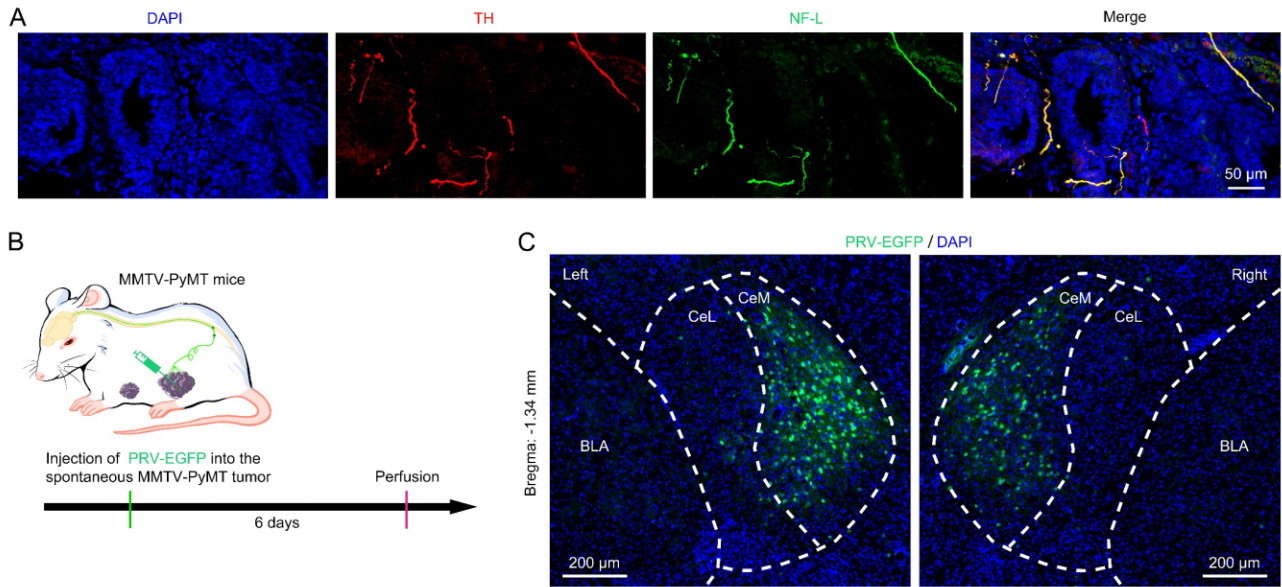 A
DAPI
TH
NF-L
Merge
50 µm
B
MMTV-PyMT mice
Injection of PRV-EGFP into the
spontaneous MMTV-PyMT tumor
Perfusion
6 days
C
PRV-EGFP / DAPI
Bregma: -1.34 mm
Left
CeM
CeL
BLA
200 µm
Right
CeM
CeL
BLA
200 µm